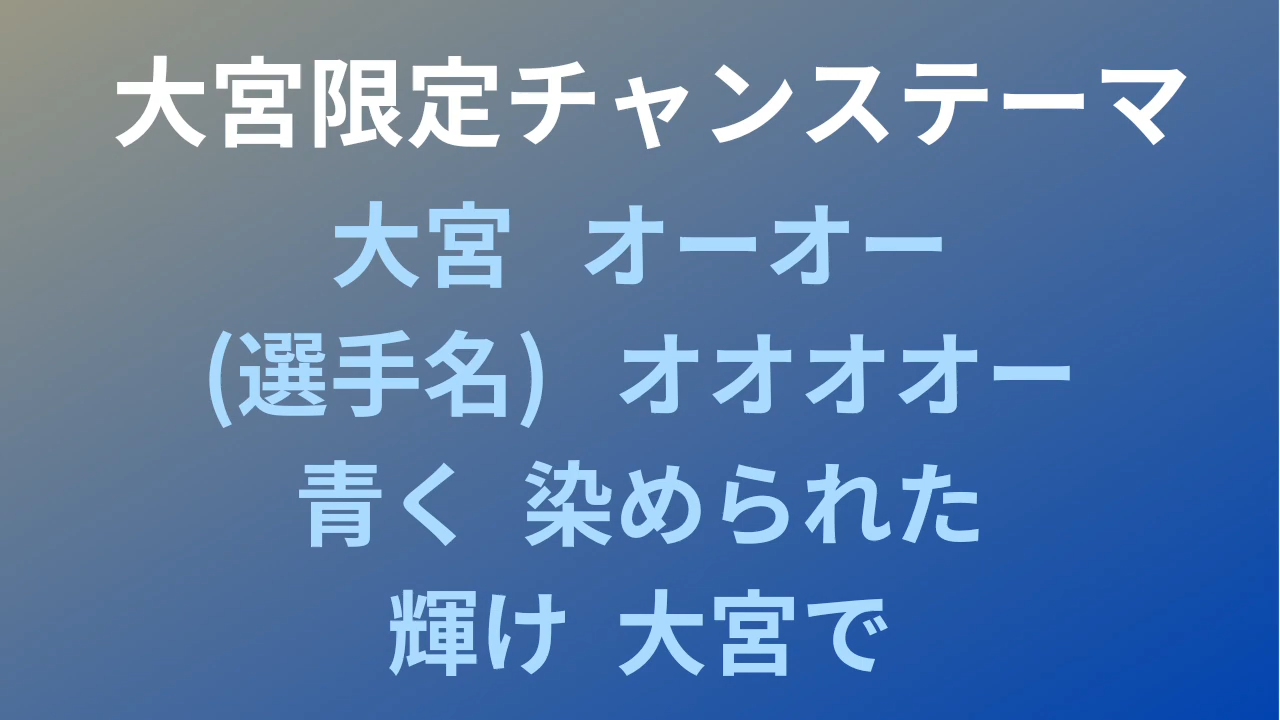 大宮限定チャンステーマ
大宮 オーオー
(選手名) オオオオー
青く 染められた
輝け 大宮で